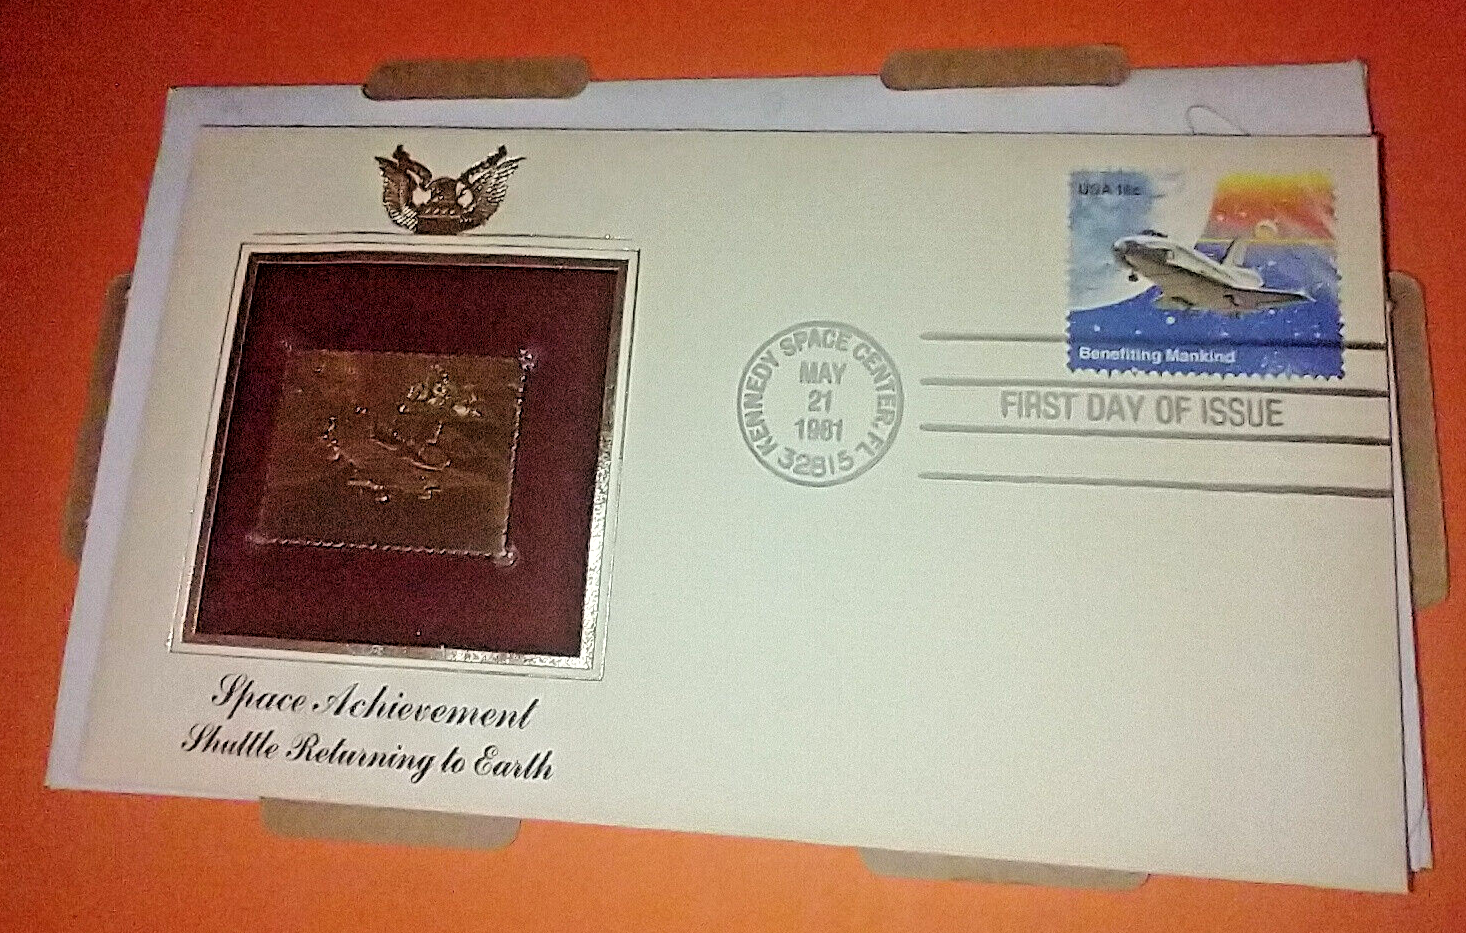 USA 18c
Benefiting Mankind
KENNEDY SPACE CENTER, FL
MAY
21
1981
32815
FIRST DAY OF ISSUE
Space Achievement
Shuttle Returning to Earth